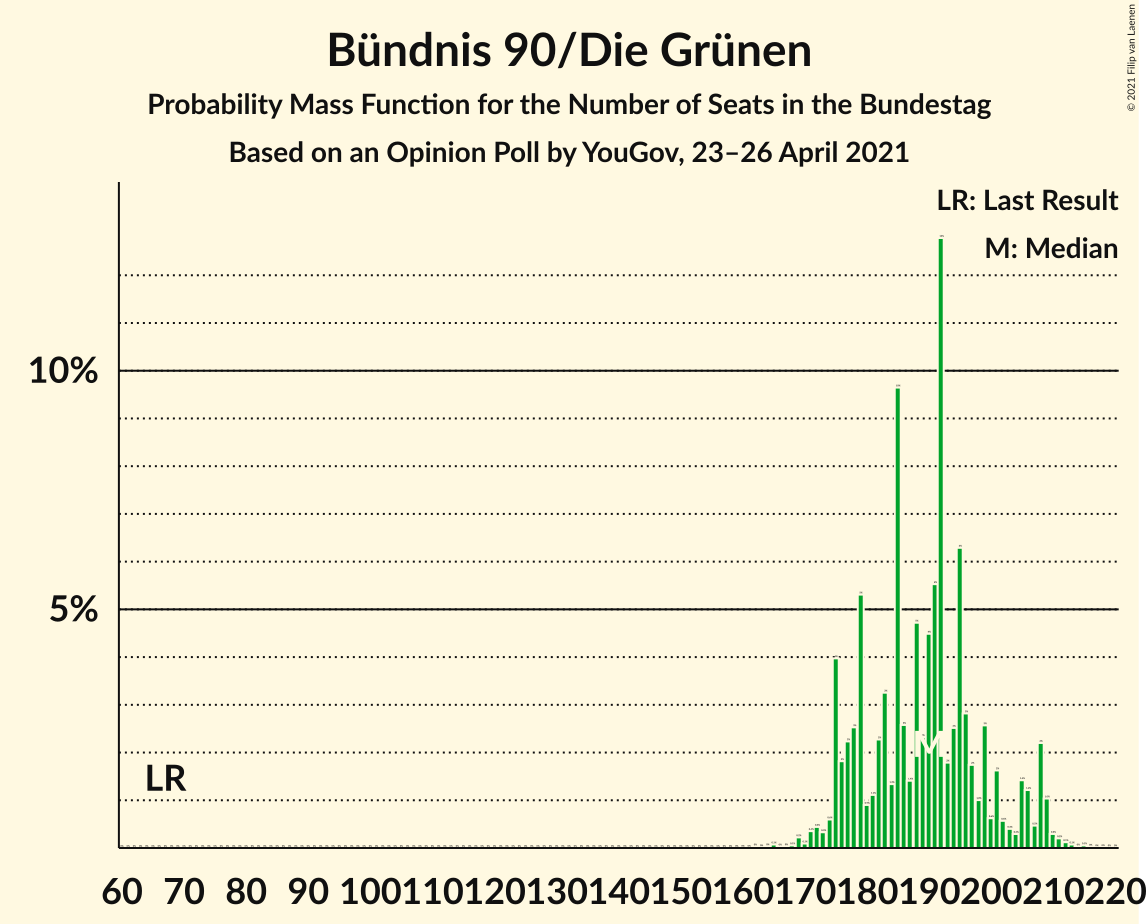 Bündnis 90/Die Grünen
Probability Mass Function for the Number of Seats in the Bundestag
Based on an Opinion Poll by YouGov, 23–26 April 2021
© 2021 Filip van Laenen
LR: Last Result
M: Median
10%
5%
LR
M
60 70 80 90 100 110 120 130 140 150 160 170 180 190 200 210 220